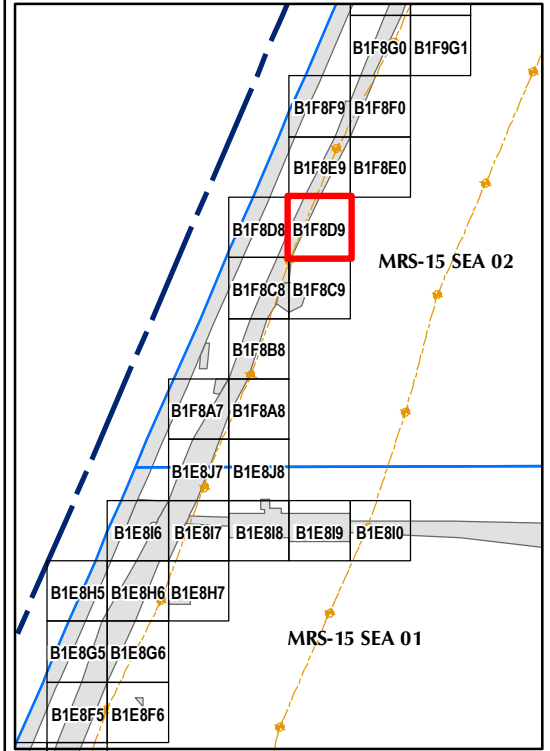 B1F8G0 B1F9G1
B1F8F9 B1F8F0
B1F8E9 B1F8E0
B1F8D8 B1F8D9
MRS-15 SEA 02
B1F8C8 B1F8C9
B1F8B8
B1F8A7 B1F8A8
B1E8J7 B1E8J8
B1E8I6 B1E8I7 B1E8I8 B1E8I9 B1E8I0
B1E8H5 B1E8H6 B1E8H7
MRS-15 SEA 01
B1E8G5 B1E8G6
B1E8F5 B1E8F6